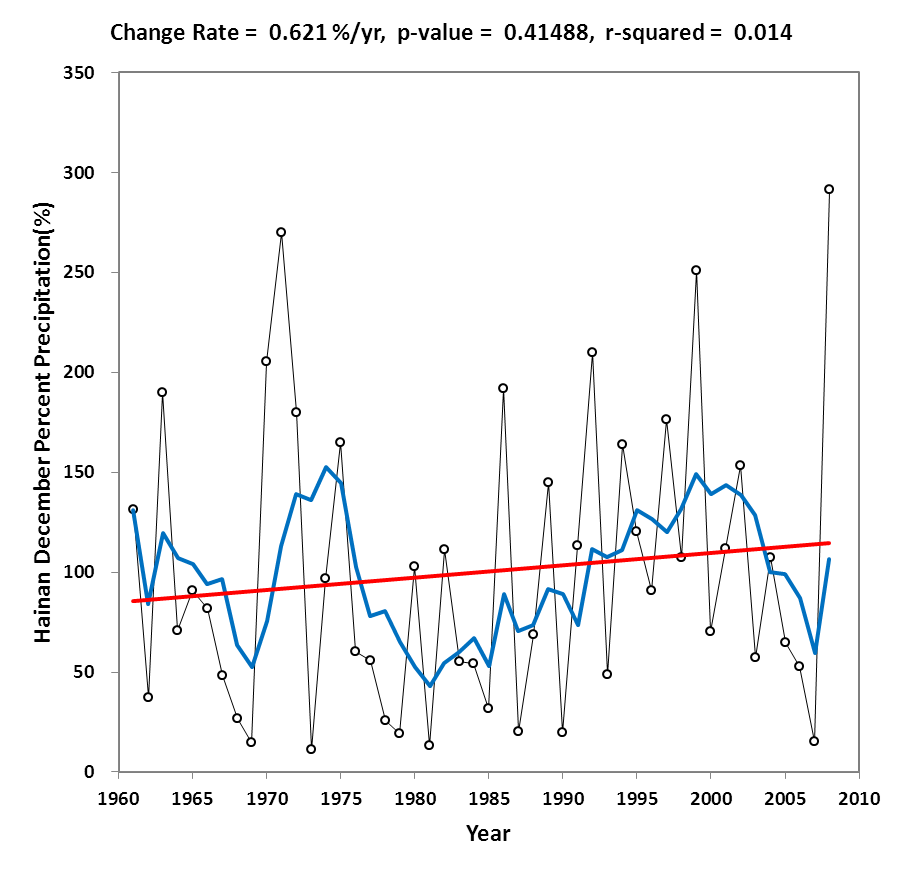 Change Rate = 0.621 %/yr, p-value = 0.41488, r-squared = 0.014
350
300
250
200
150
100
50
0
Hainan December Percent Precipitation(%)
1960 1965 1970 1975 1980 1985 1990 1995 2000 2005 2010
Year